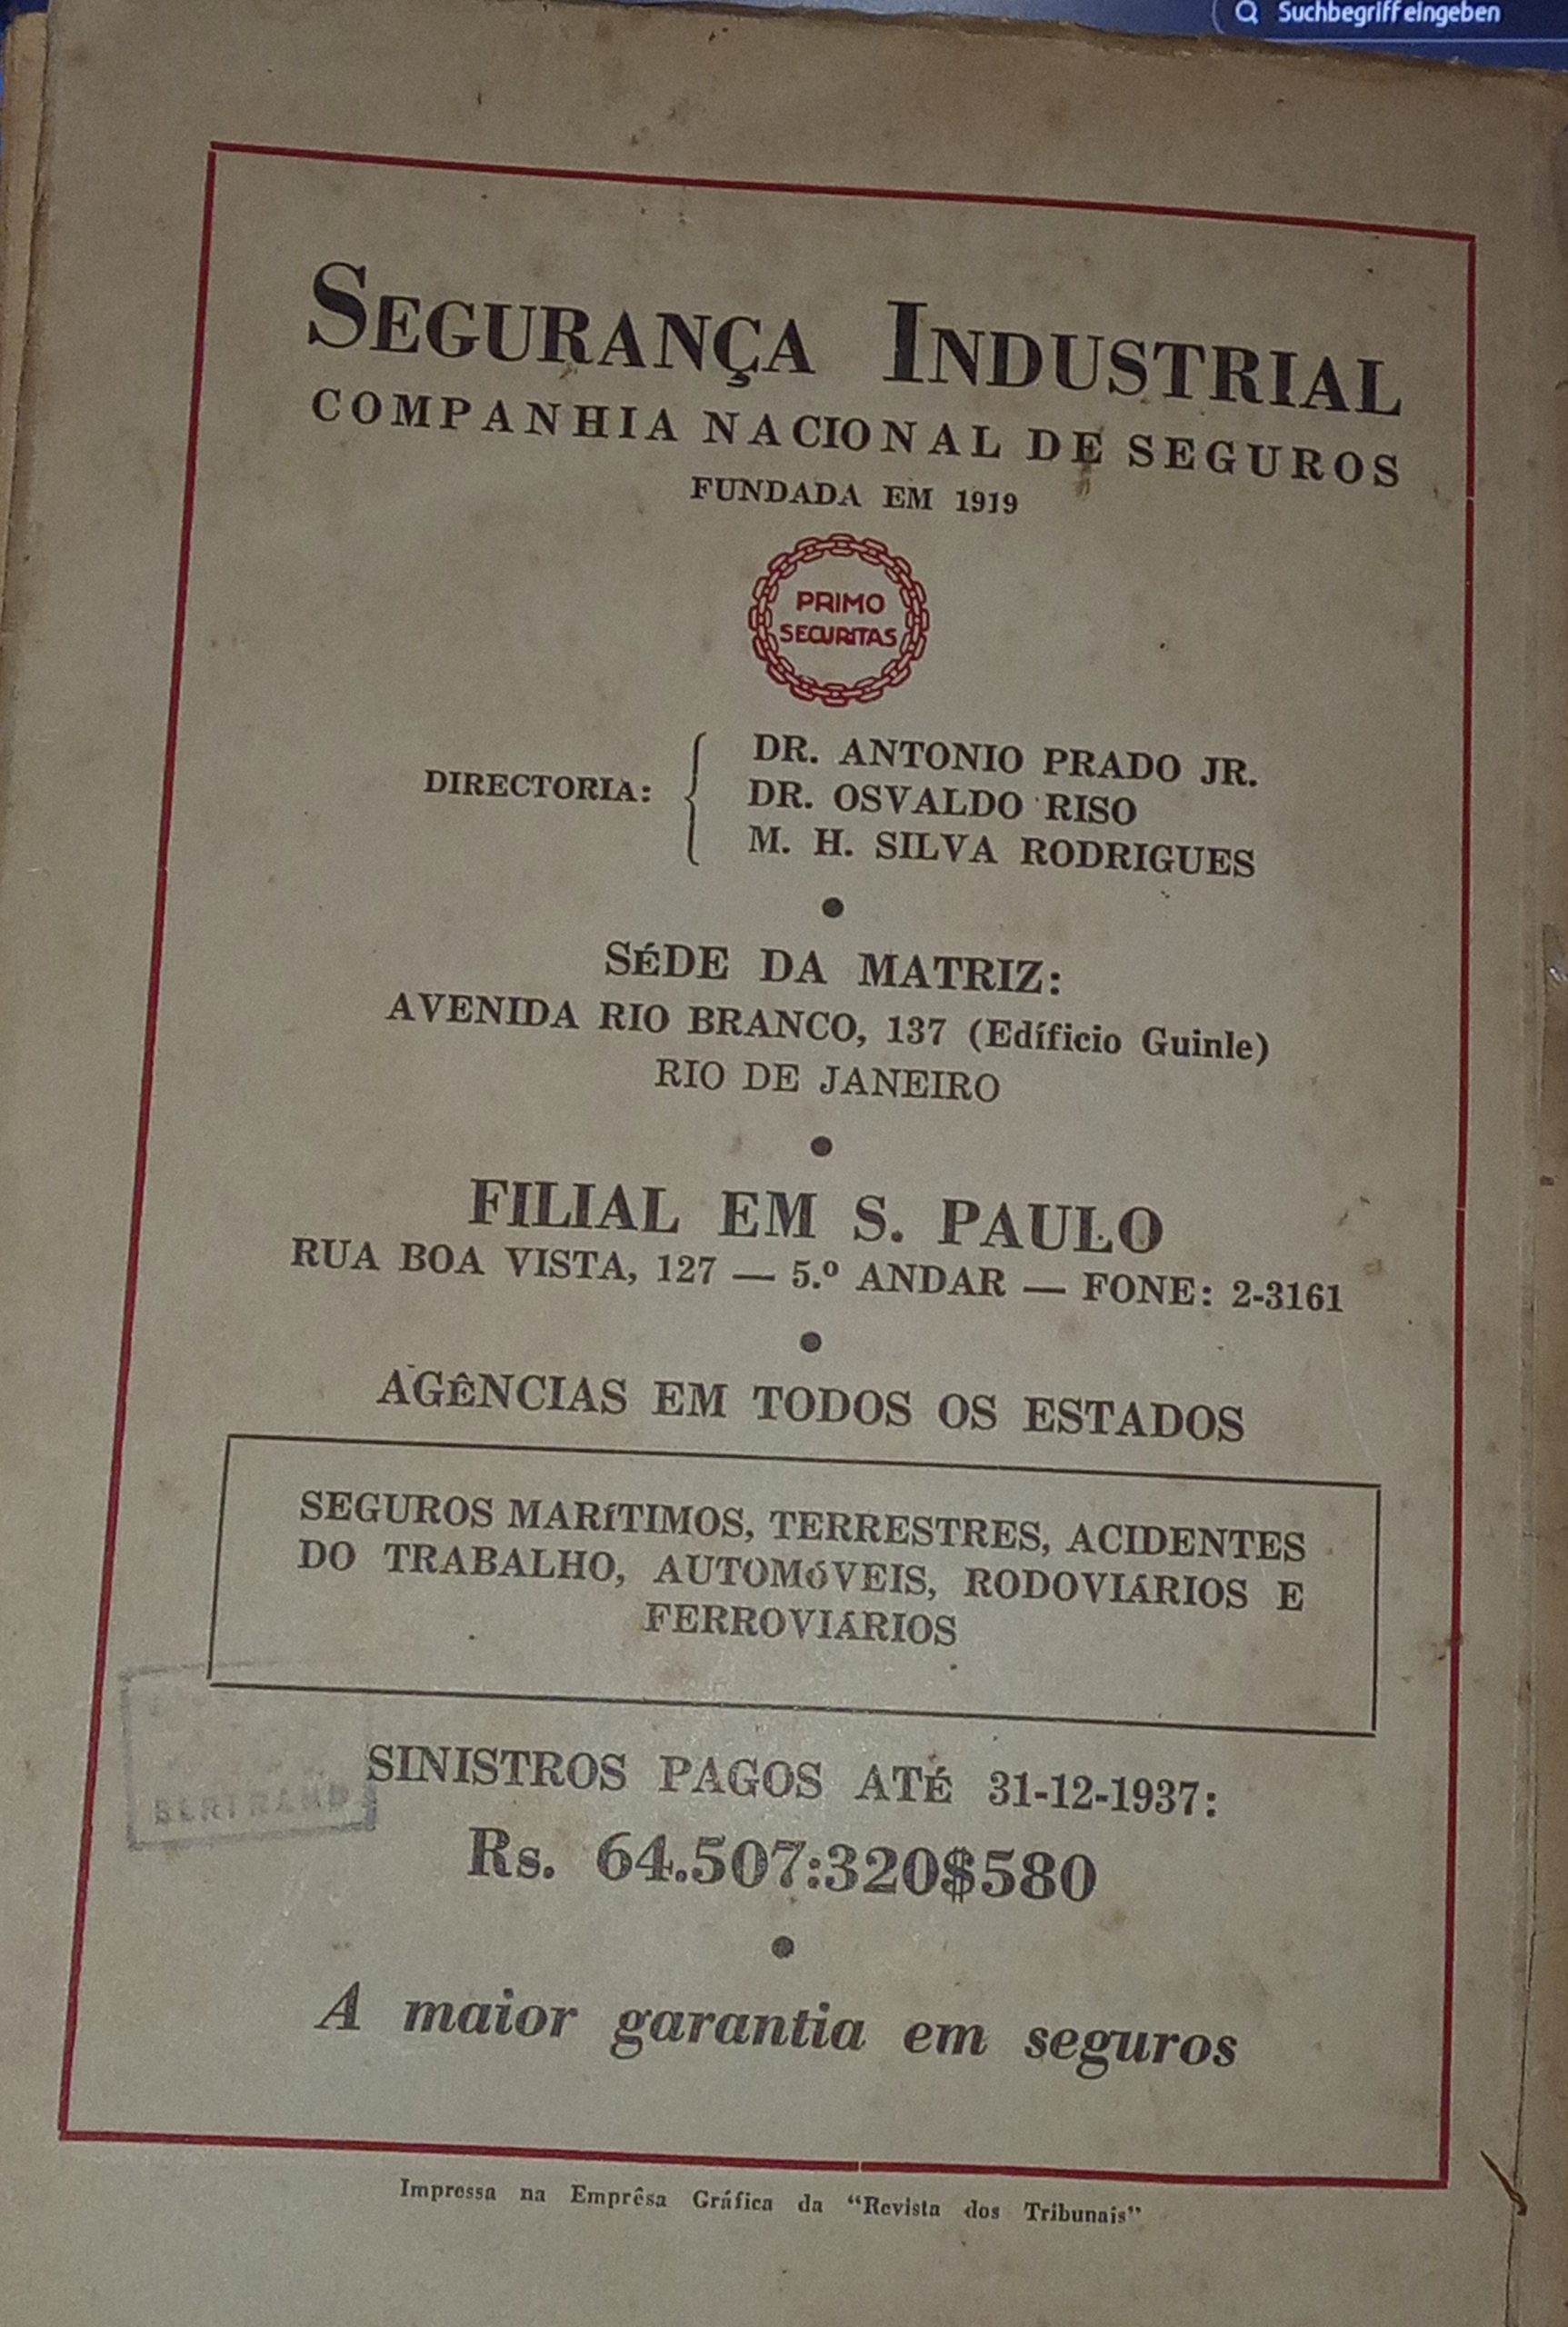 Suchbegriff eingeben
SEGURANÇA INDUSTRIAL
COMPANHIA NACIONAL DE SEGUROS
FUNDADA EM 1919
PRIMO
SECURITAS
DIRECTORIA:
DR. ANTONIO PRADO JR.
DR. OSVALDO RISO
M. H. SILVA RODRIGUES
SÉDE DA MATRIZ:
AVENIDA RIO BRANCO, 137 (Edíficio Guinle)
RIO DE JANEIRO
FILIAL EM S. PAULO
RUA BOA VISTA, 127 — 5.º ANDAR — FONE: 2-3161
AGÊNCIAS EM TODOS OS ESTADOS
SEGUROS MARÍTIMOS, TERRESTRES, ACIDENTES
DO TRABALHO, AUTOMÓVEIS, RODOVIÁRIOS E
FERROVIÁRIOS
BERTRAND
SINISTROS PAGOS ATÉ 31-12-1937:
Rs. 64.507:320$580
A maior garantia em seguros
Impressa na Emprêsa Gráfica da “Revista dos Tribunais”